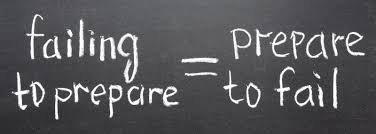 failing
to prepare
=
prepare
to fail